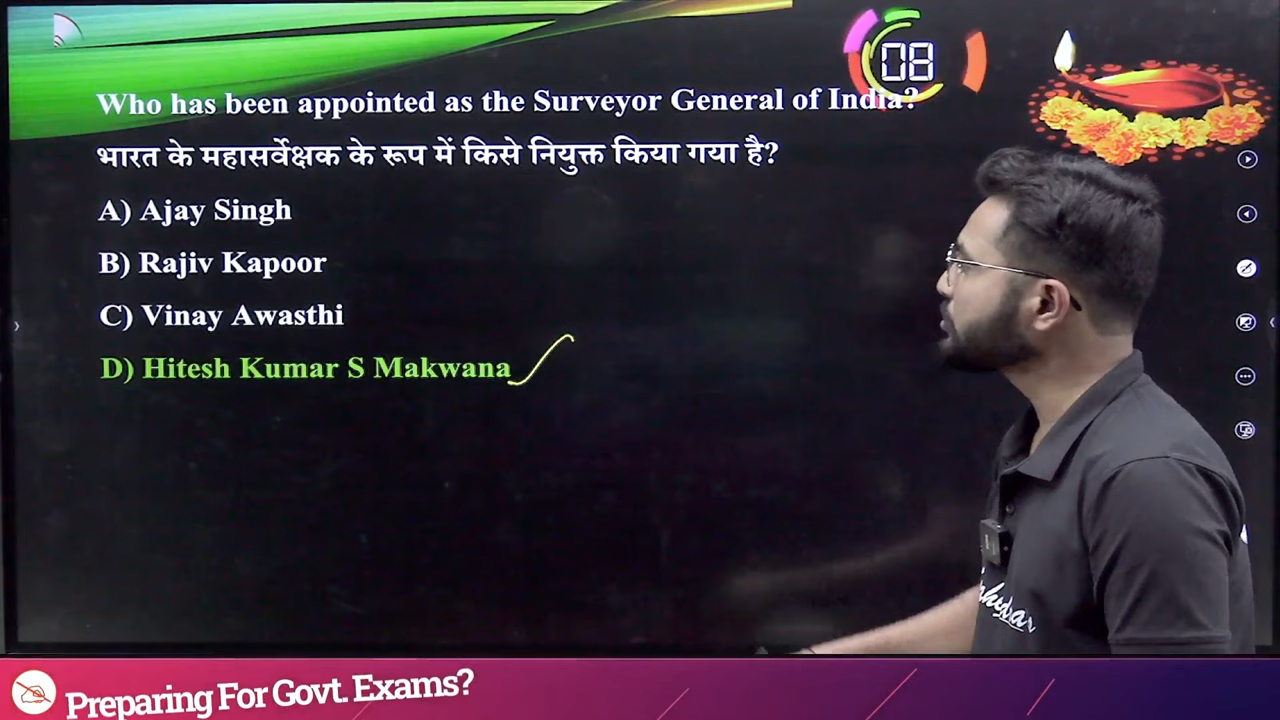 08
Who has been appointed as the Surveyor General of India?
भारत के महासर्वेक्षक के रूप में किसे नियुक्त किया गया है?
A) Ajay Singh
B) Rajiv Kapoor
C) Vinay Awasthi
D) Hitesh Kumar S Makwana
Preparing For Govt. Exams?